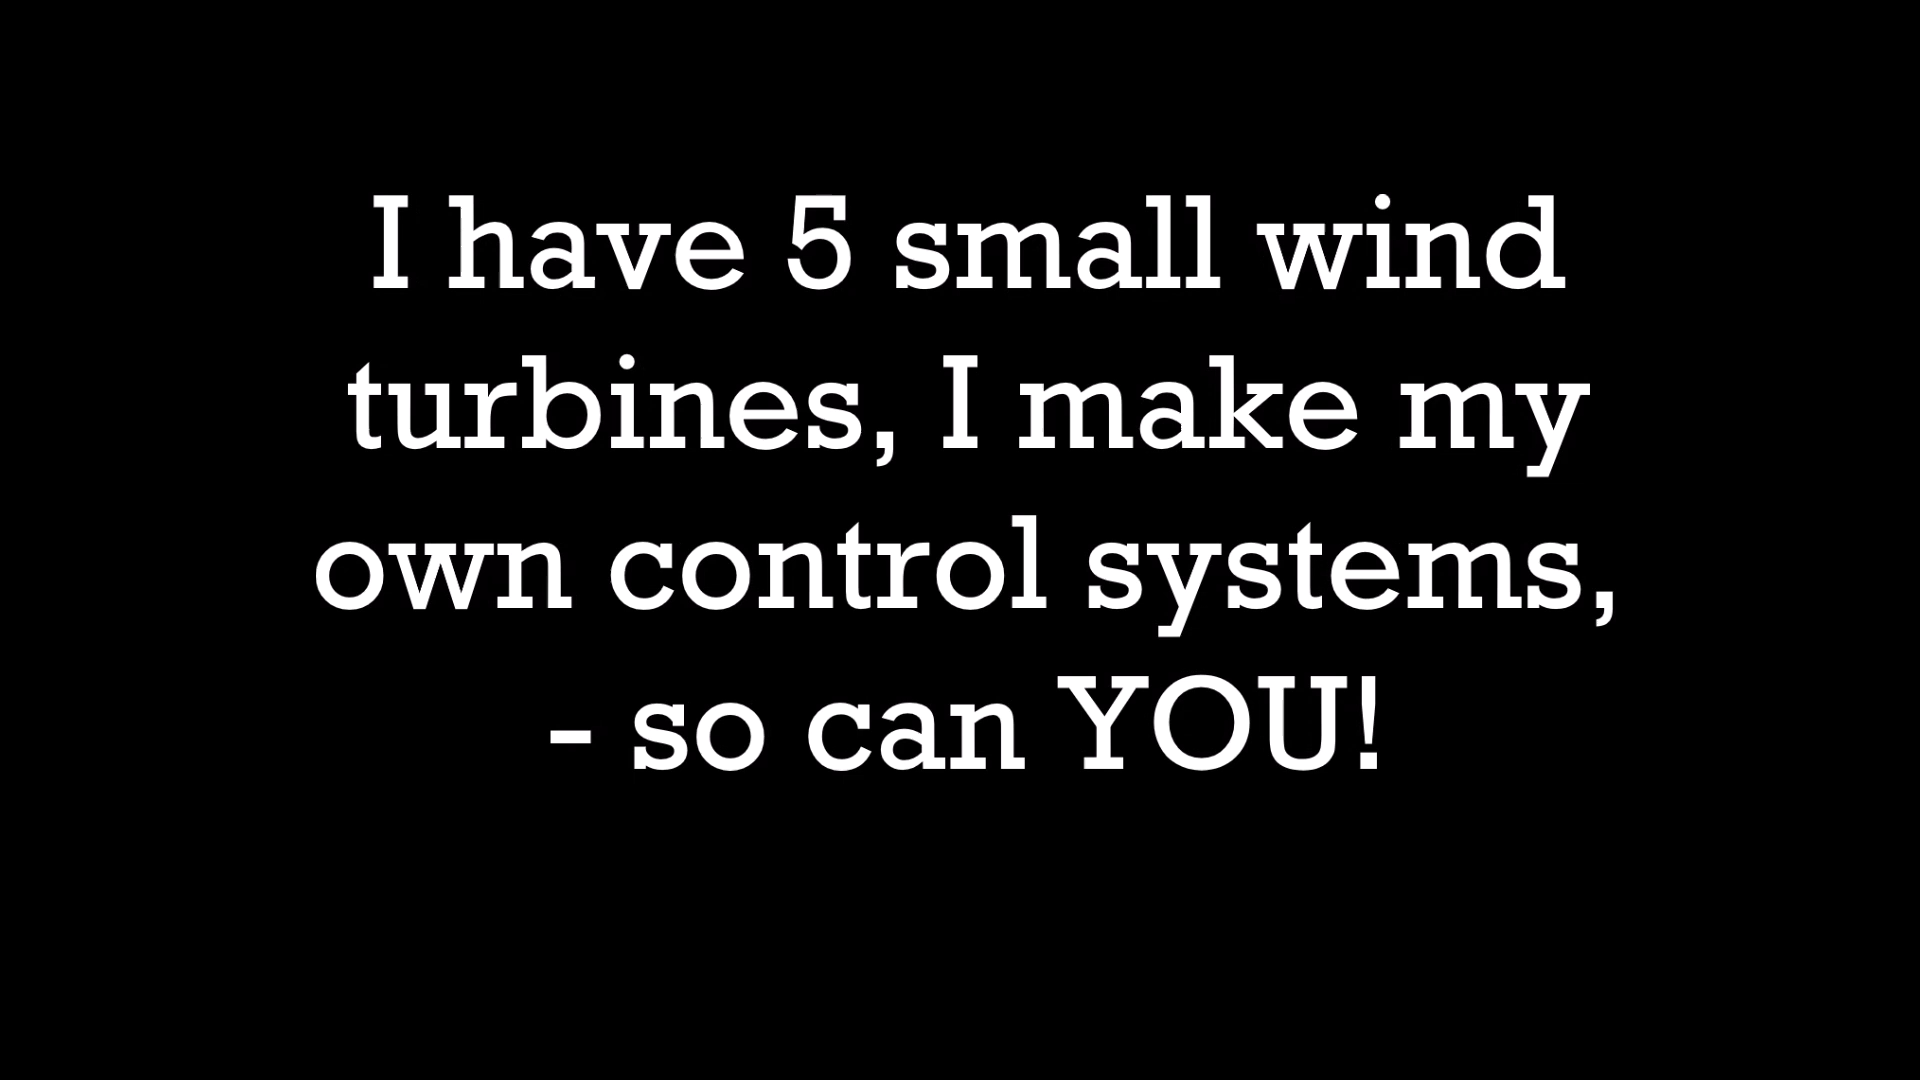 I have 5 small wind
turbines, I make my
own control systems,
- so can YOU!